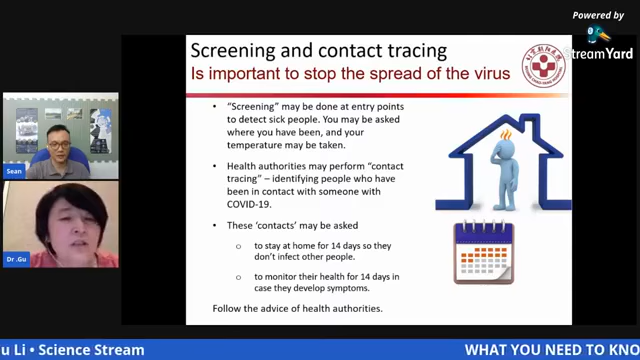 Powered by
StreamYard
Screening and contact tracing
Is important to stop the spread of the virus
• “Screening” may be done at entry points
to detect sick people. You may be asked
where you have been, and your
temperature may be taken.
• Health authorities may perform “contact
tracing” – identifying people who have
been in contact with someone with
COVID-19.
• These ‘contacts’ may be asked
o to stay at home for 14 days so they
don’t infect other people.
o to monitor their health for 14 days in
case they develop symptoms.
Follow the advice of health authorities.
Sean
Dr .Gu
u Li • Science Stream
WHAT YOU NEED TO KNO